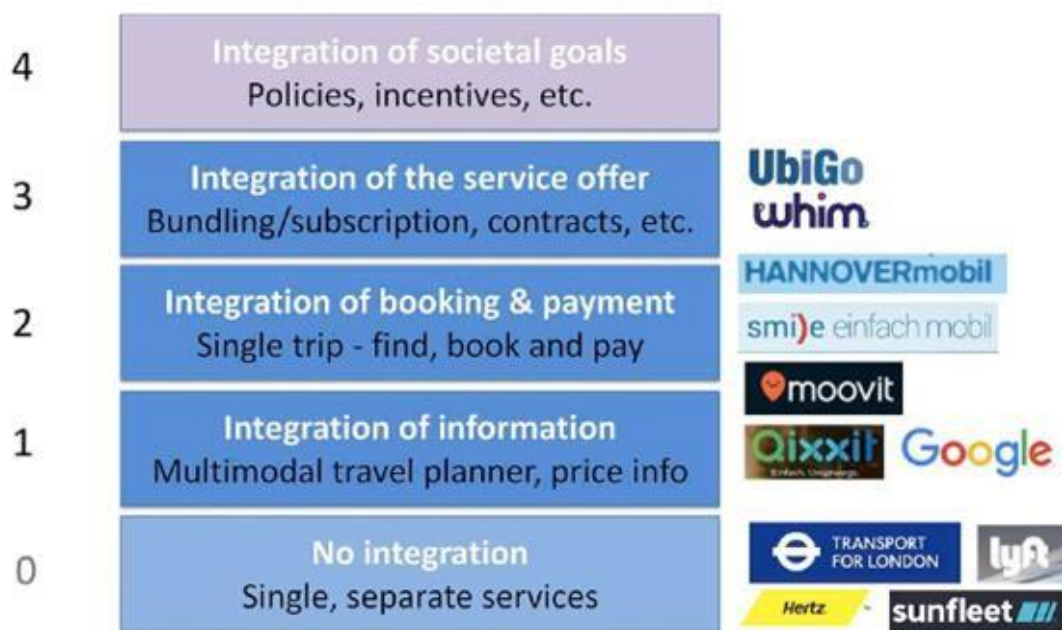 4
Integration of societal goals
Policies, incentives, etc.
3
Integration of the service offer
Bundling/subscription, contracts, etc.
UbiGo
whim
2
Integration of booking & payment
Single trip - find, book and pay
HANNOVERmobil
smile einfach mobil
1
Integration of information
Multimodal travel planner, price info
moovit
Qixxit
Google
0
No integration
Single, separate services
TRANSPORT
FOR LONDON
lyft
Hertz
sunfleet